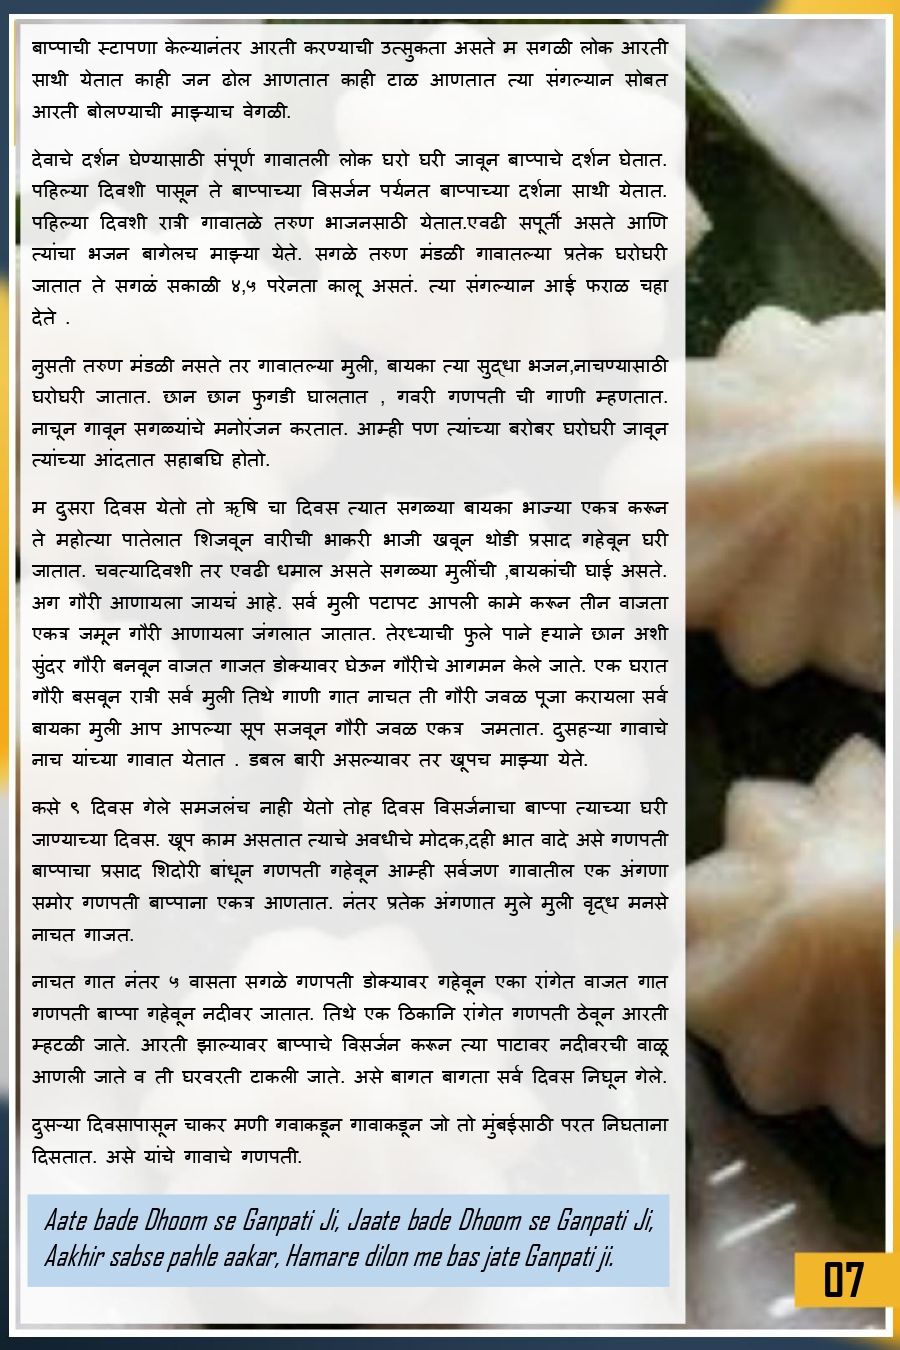 बाप्पाची स्टापणा केल्यानंतर आरती करण्याची उत्सुकता असते म सगळी लोक आरती
साथी येतात काही जन ढोल आणतात काही टाळ आणतात त्या संगल्यान सोबत
आरती बोलण्याची माझ्याच वेगळी.
देवाचे दर्शन घेण्यासाठी संपूर्ण गावातली लोक घरो घरी जावून बाप्पाचे दर्शन घेतात.
पहिल्या दिवशी पासून ते बाप्पाच्या विसर्जन पर्यनत बाप्पाच्या दर्शना साथी येतात.
पहिल्या दिवशी रात्री गावातळे तरुण भाजनसाठी येतात.एवढी सपूर्ती असते आणि
त्यांचा भजन बागेलच माझ्या येते. सगळे तरुण मंडळी गावातल्या प्रतेक घरोघरी
जातात ते सगळं सकाळी ४,५ परेनता कालू असतं. त्या संगल्यान आई फराळ चहा
देते .
नुसती तरुण मंडळी नसते तर गावातल्या मुली, बायका त्या सुद्धा भजन,नाचण्यासाठी
घरोघरी जातात. छान छान फुगडी घालतात , गवरी गणपती ची गाणी म्हणतात.
नाचून गावून सगळ्यांचे मनोरंजन करतात. आम्ही पण त्यांच्या बरोबर घरोघरी जावून
त्यांच्या आंदतात सहाबघि होतो.
म दुसरा दिवस येतो तो ऋषि चा दिवस त्यात सगळ्या बायका भाज्या एकत्र करून
ते महोत्या पातेलात शिजवून वारीची भाकरी भाजी खवून थोडी प्रसाद गहेवून घरी
जातात. चवत्यादिवशी तर एवढी धमाल असते सगळ्या मुलींची ,बायकांची घाई असते.
अग गौरी आणायला जायचं आहे. सर्व मुली पटापट आपली कामे करून तीन वाजता
एकत्र जमून गौरी आणायला जंगलात जातात. तेरध्याची फुले पाने ह्याने छान अशी
सुंदर गौरी बनवून वाजत गाजत डोक्यावर घेऊन गौरीचे आगमन केले जाते. एक घरात
गौरी बसवून रात्री सर्व मुली तिथे गाणी गात नाचत ती गौरी जवळ पूजा करायला सर्व
बायका मुली आप आपल्या सूप सजवून गौरी जवळ एकत्र जमतात. दुसहऱ्या गावाचे
नाच यांच्या गावात येतात . डबल बारी असल्यावर तर खूपच माझ्या येते.
कसे ९ दिवस गेले समजलंच नाही येतो तोह दिवस विसर्जनाचा बाप्पा त्याच्या घरी
जाण्याच्या दिवस. खूप काम असतात त्याचे अवधीचे मोदक,दही भात वादे असे गणपती
बाप्पाचा प्रसाद शिदोरी बांधून गणपती गहेवून आम्ही सर्वजण गावातील एक अंगणा
समोर गणपती बाप्पाना एकत्र आणतात. नंतर प्रतेक अंगणात मुले मुली वृद्ध मनसे
नाचत गाजत.
नाचत गात नंतर ५ वासता सगळे गणपती डोक्यावर गहेवून एका रांगेत वाजत गात
गणपती बाप्पा गहेवून नदीवर जातात. तिथे एक ठिकानि रांगेत गणपती ठेवून आरती
म्हटळी जाते. आरती झाल्यावर बाप्पाचे विसर्जन करून त्या पाटावर नदीवरची वाळू
आणली जाते व ती घरवरती टाकली जाते. असे बागत बागता सर्व दिवस निघून गेले.
दुसऱ्या दिवसापासून चाकर मणी गवाकडून गावाकडून जो तो मुंबईसाठी परत निघताना
दिसतात. असे यांचे गावाचे गणपती.
Aate bade Dhoom se Ganpati Ji, Jaate bade Dhoom se Ganpati Ji,
Aakhir sabse pahle aakar, Hamare dilon me bas jate Ganpati ji.
07